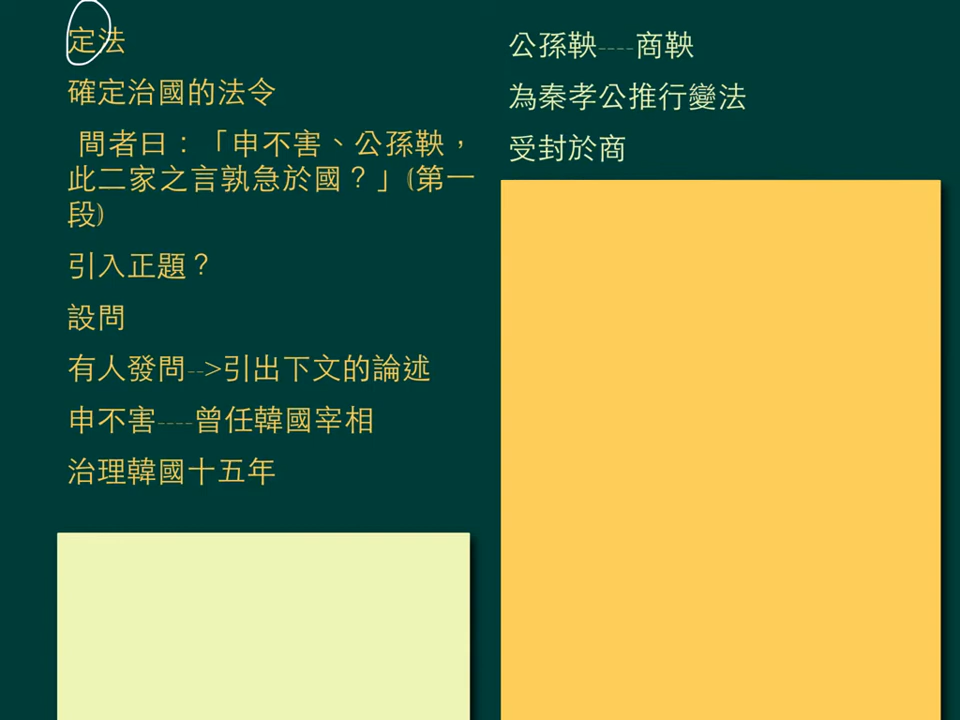 定法
確定治國的法令
間者曰：「申不害、公孫鞅，
此二家之言孰急於國？」(第一
段)
引入正題？
設問
有人發問-->引出下文的論述
申不害----曾任韓國宰相
治理韓國十五年
公孫鞅----商鞅
為秦孝公推行變法
受封於商